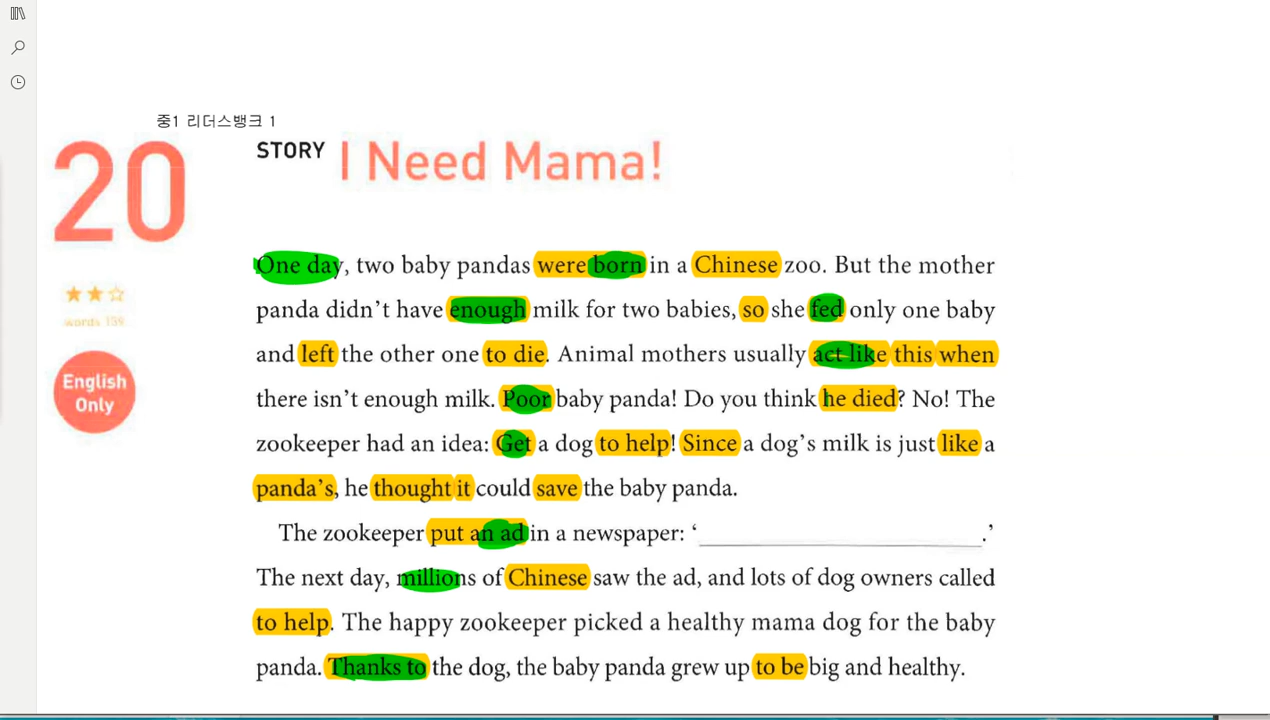 중1 리더스뱅크 1
20
STORY I Need Mama!
words 159
English
Only
One day, two baby pandas were born in a Chinese zoo. But the mother
panda didn't have enough milk for two babies, so she fed only one baby
and left the other one to die. Animal mothers usually act like this when
there isn't enough milk. Poor baby panda! Do you think he died? No! The
zookeeper had an idea: Get a dog to help! Since a dog's milk is just like a
panda's, he thought it could save the baby panda.
The zookeeper put an ad in a newspaper: ‘____________________.’
The next day, millions of Chinese saw the ad, and lots of dog owners called
to help. The happy zookeeper picked a healthy mama dog for the baby
panda. Thanks to the dog, the baby panda grew up to be big and healthy.